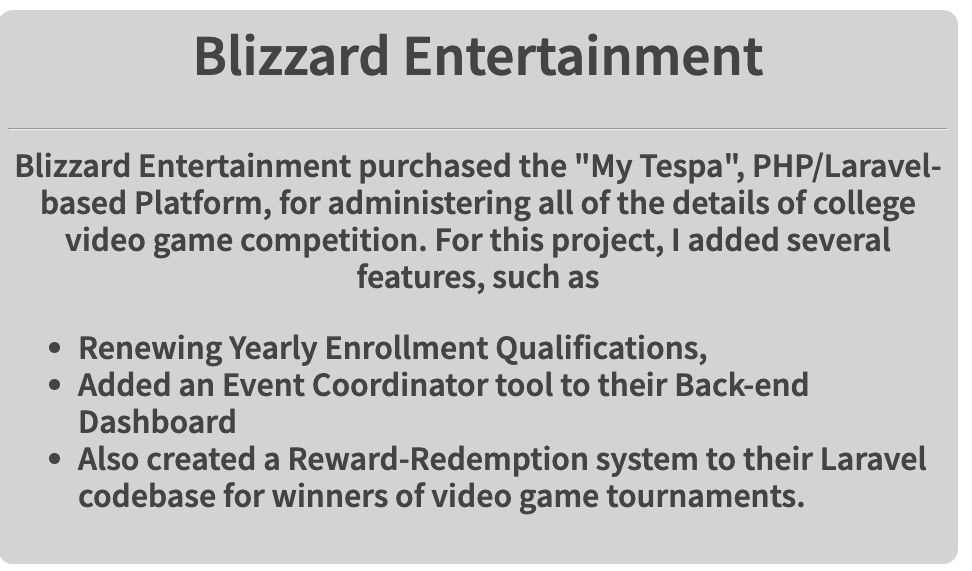 Blizzard Entertainment
Blizzard Entertainment purchased the "My Tespa", PHP/Laravel-
based Platform, for administering all of the details of college
video game competition. For this project, I added several
features, such as
• Renewing Yearly Enrollment Qualifications,
• Added an Event Coordinator tool to their Back-end
Dashboard
• Also created a Reward-Redemption system to their Laravel
codebase for winners of video game tournaments.